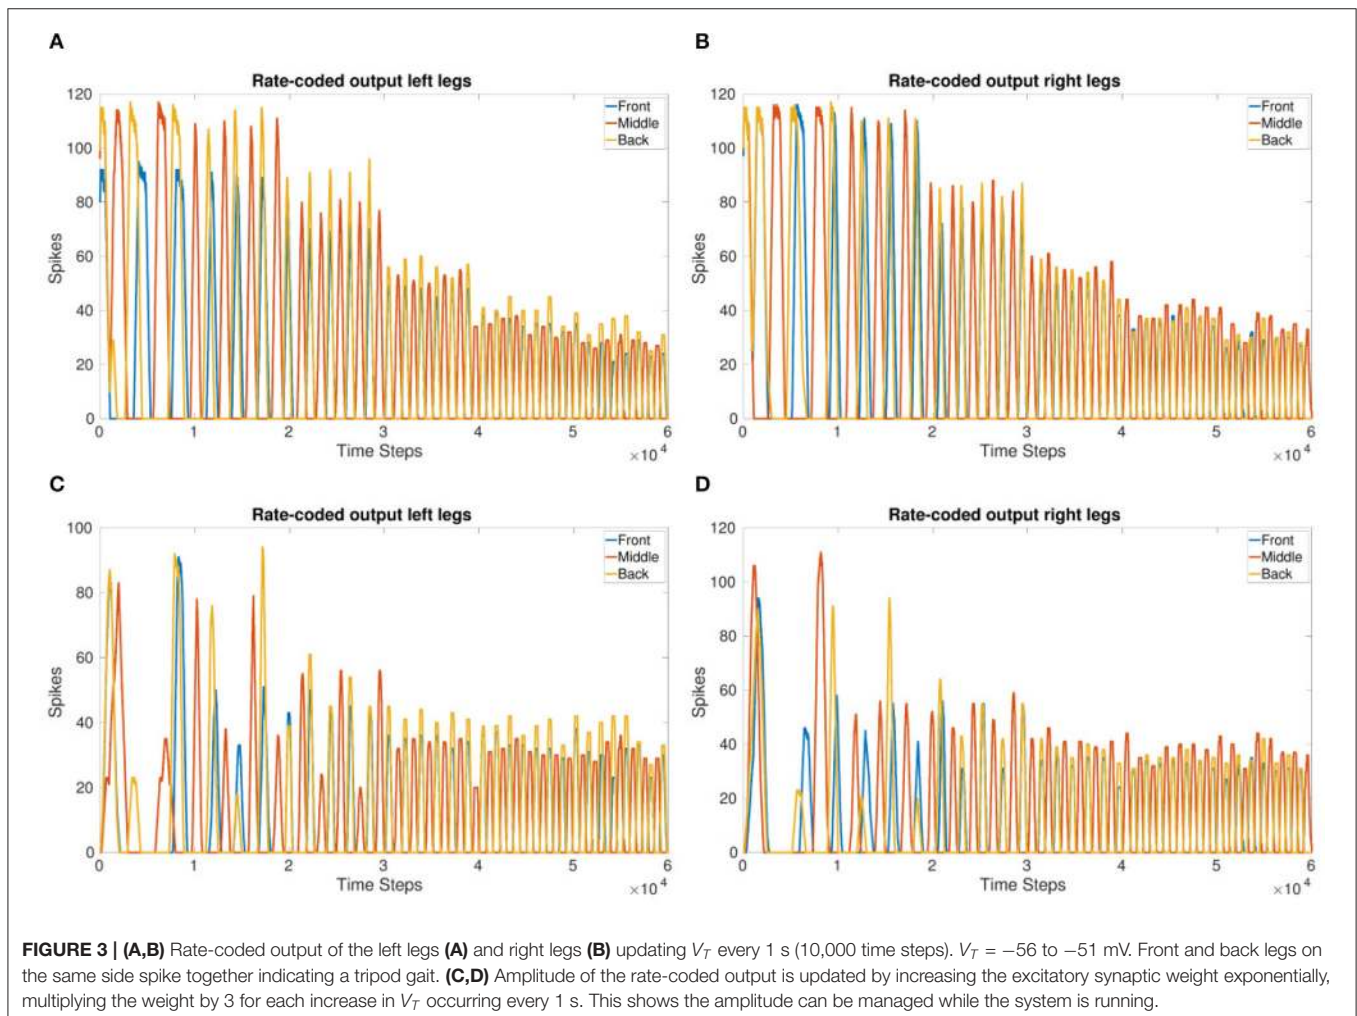 A
Rate-coded output left legs
120
100
80
60
40
20
0
Spikes
Front
Middle
Back
0 1 2 3 4 5 6
Time Steps
×10⁴
B
Rate-coded output right legs
120
100
80
60
40
20
0
Spikes
Front
Middle
Back
0 1 2 3 4 5 6
Time Steps
×10⁴
C
Rate-coded output left legs
100
80
60
40
20
0
Spikes
Front
Middle
Back
0 1 2 3 4 5 6
Time Steps
×10⁴
D
Rate-coded output right legs
120
100
80
60
40
20
0
Spikes
Front
Middle
Back
0 1 2 3 4 5 6
Time Steps
×10⁴
FIGURE 3 | (A,B) Rate-coded output of the left legs (A) and right legs (B) updating V_T every 1 s (10,000 time steps). V_T = −56 to −51 mV. Front and back legs on
the same side spike together indicating a tripod gait. (C,D) Amplitude of the rate-coded output is updated by increasing the excitatory synaptic weight exponentially,
multiplying the weight by 3 for each increase in V_T occurring every 1 s. This shows the amplitude can be managed while the system is running.